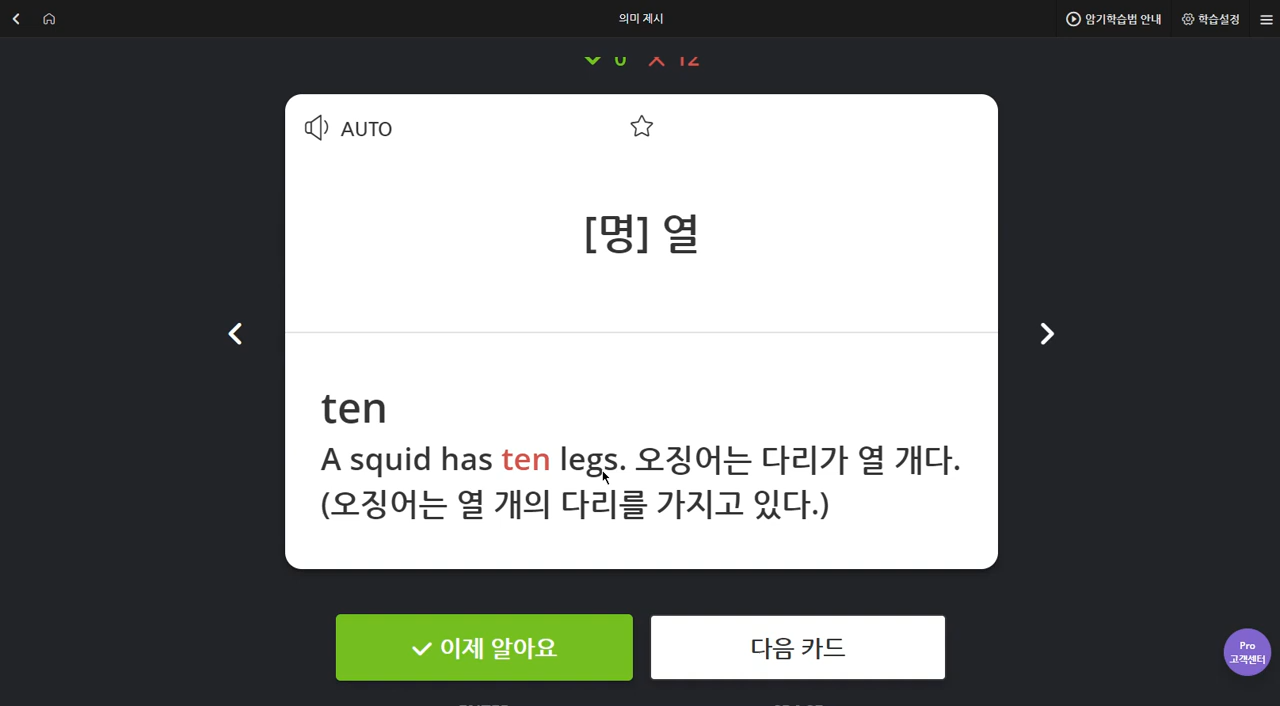 의미 제시
암기학습법 안내
학습설정
AUTO
[명] 열
ten
A squid has ten legs. 오징어는 다리가 열 개다.
(오징어는 열 개의 다리를 가지고 있다.)
이제 알아요
다음 카드
Pro
고객센터